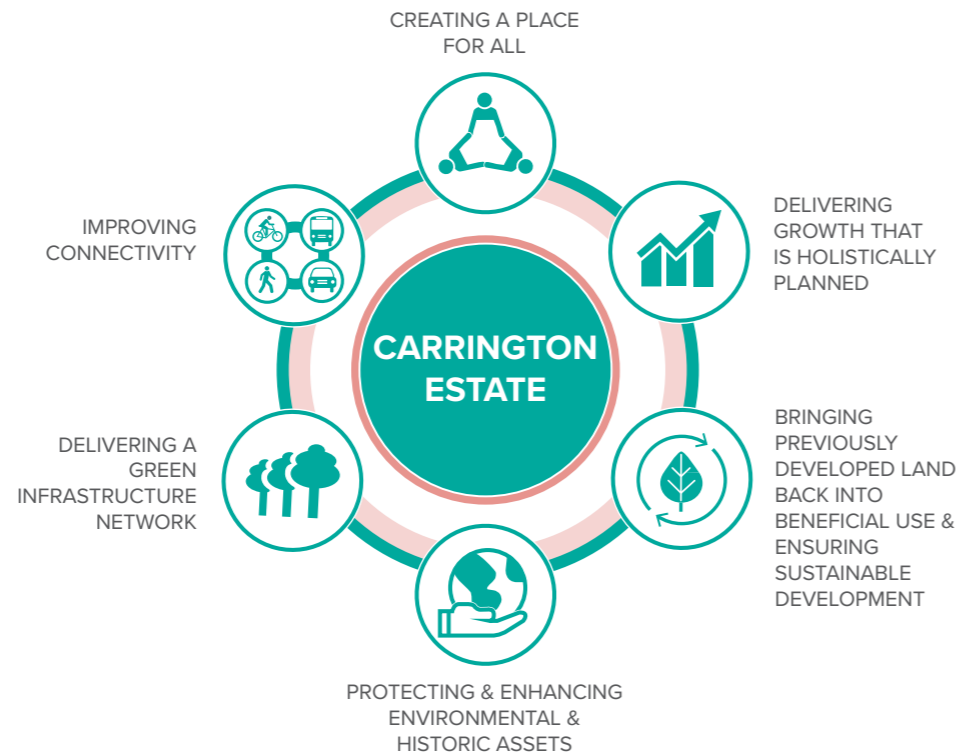 CREATING A PLACE
FOR ALL
DELIVERING
GROWTH THAT
IS HOLISTICALLY
PLANNED
BRINGING
PREVIOUSLY
DEVELOPED LAND
BACK INTO
BENEFICIAL USE &
ENSURING
SUSTAINABLE
DEVELOPMENT
PROTECTING & ENHANCING
ENVIRONMENTAL &
HISTORIC ASSETS
DELIVERING A
GREEN
INFRASTRUCTURE
NETWORK
IMPROVING
CONNECTIVITY
CARRINGTON
ESTATE